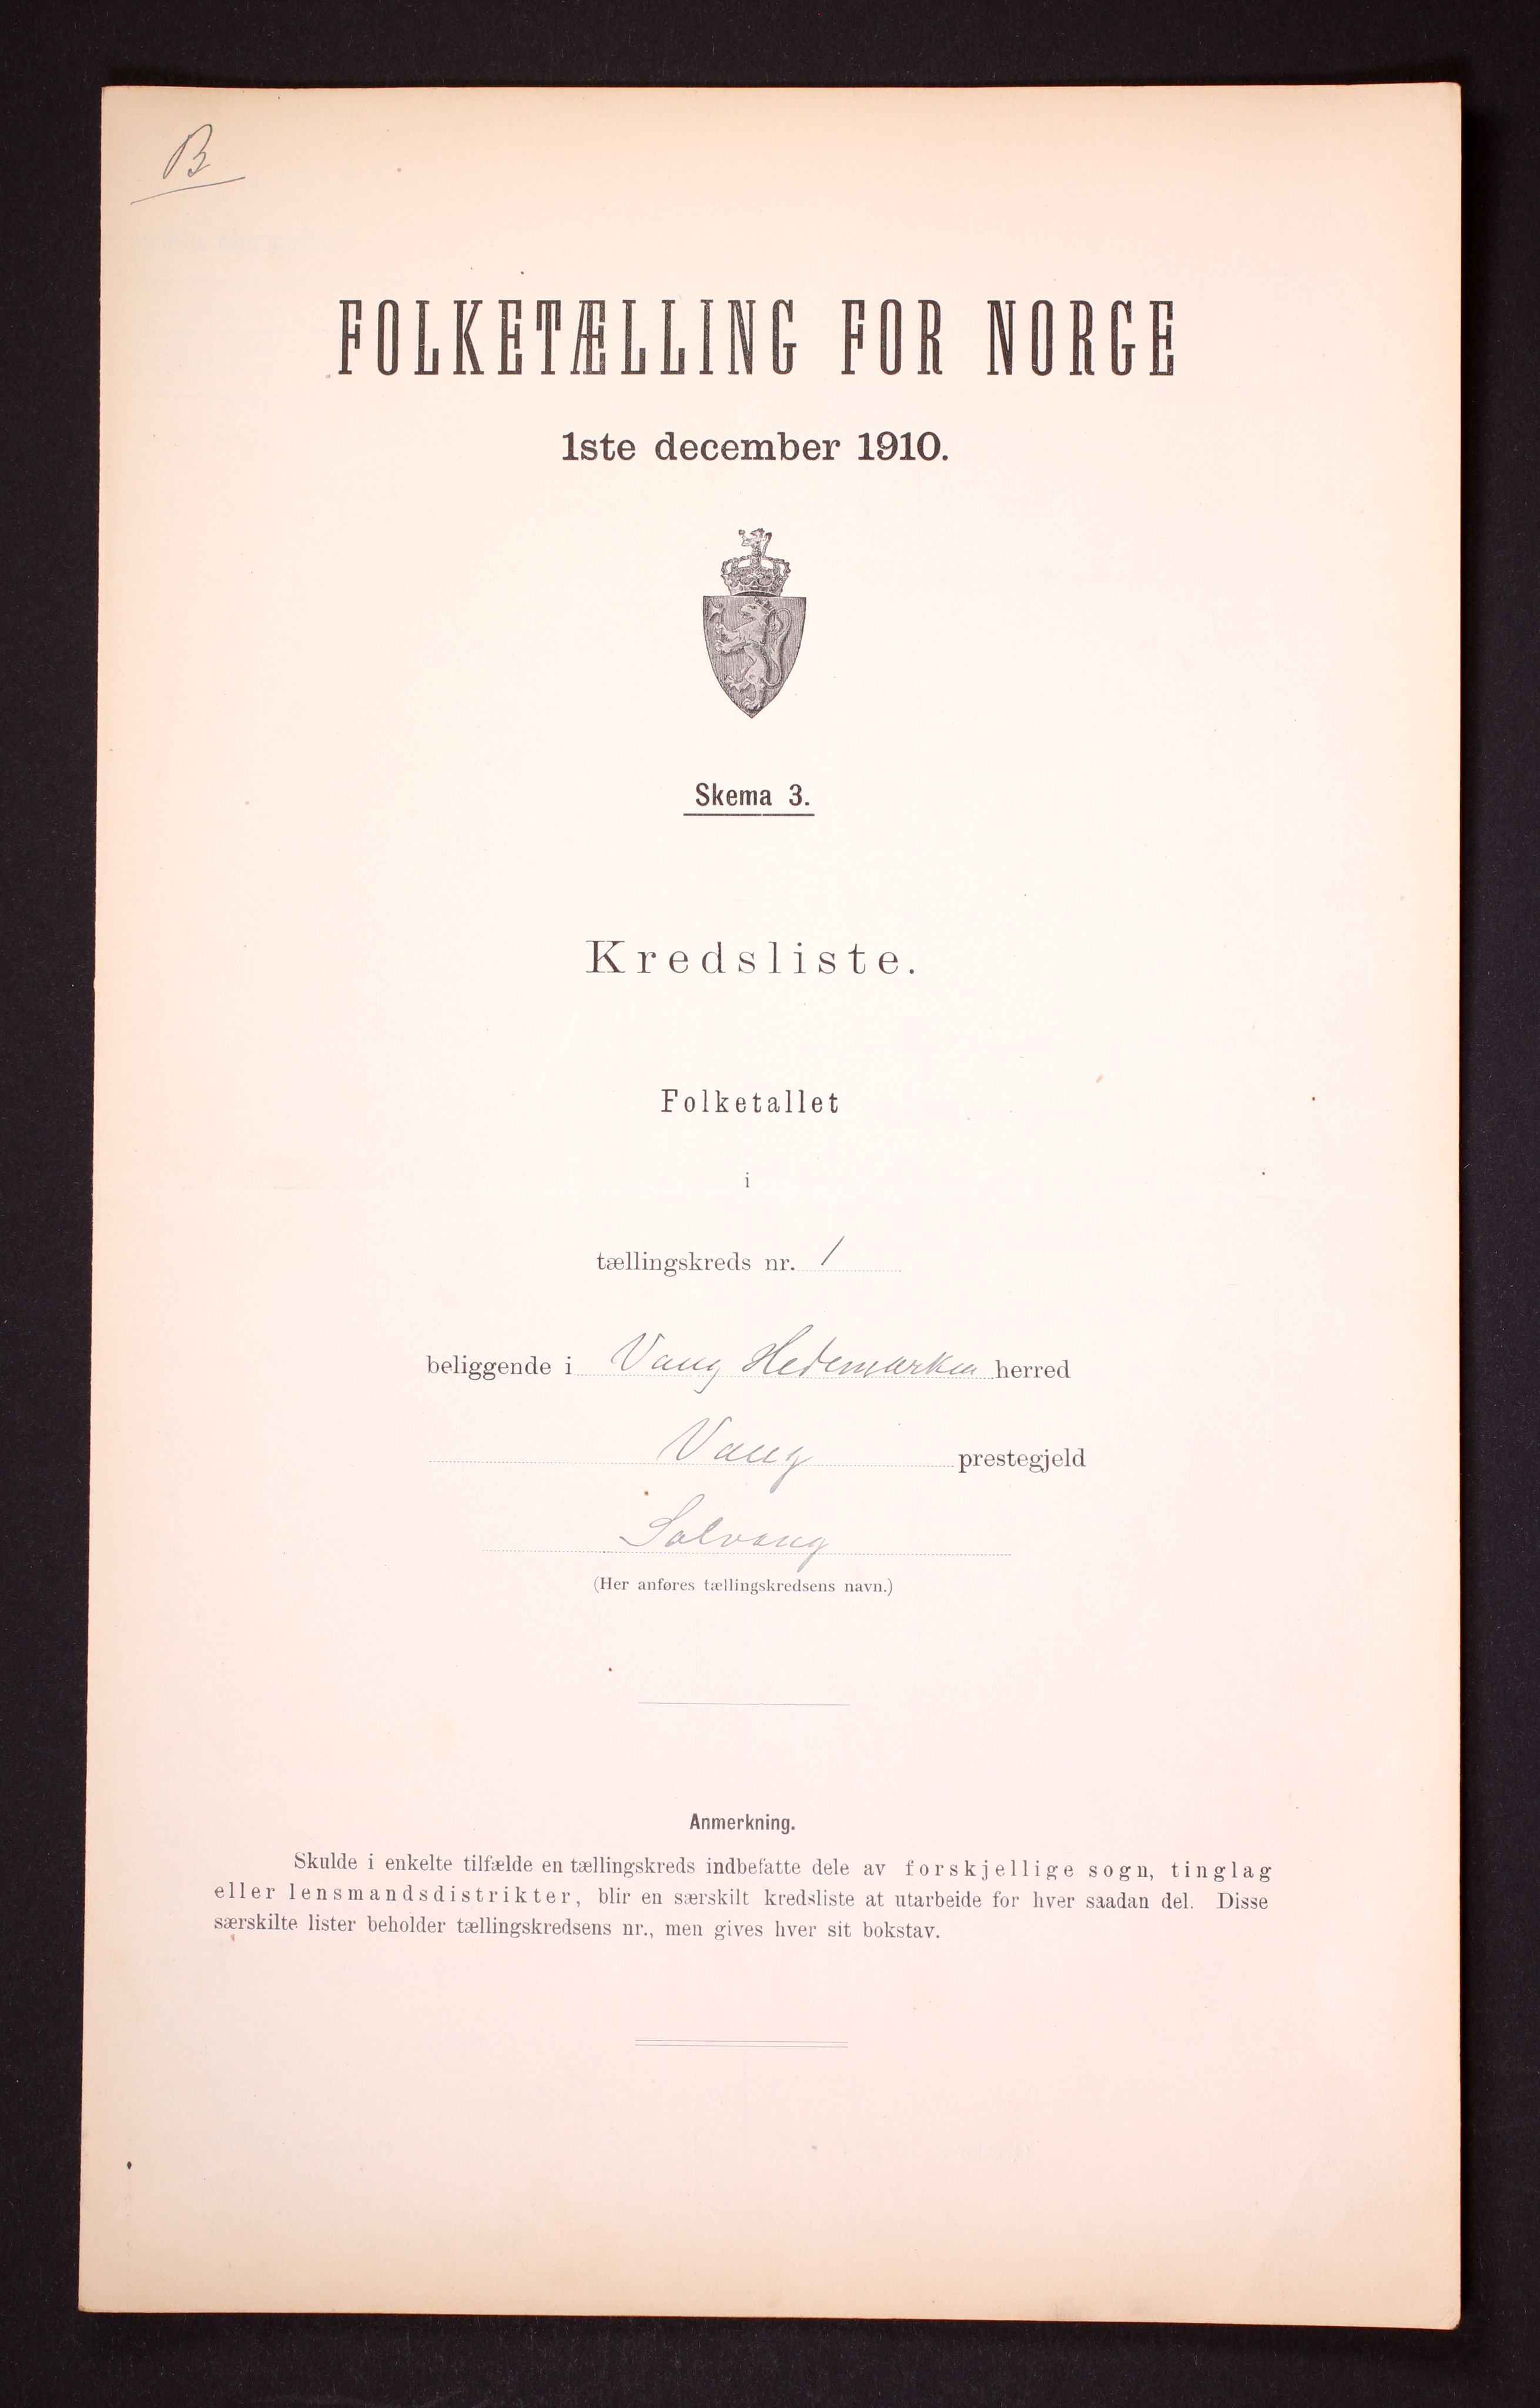 B
FOLKETÆLLING FOR NORGE
1ste december 1910.
Skema 3.
Kredsliste.
Folketallet
i
tællingskreds nr. 1
beliggende i Vang Hedemarken herred
Vang prestegjeld
Solvang
(Her anføres tællingskredsens navn.)
Anmerkning.
Skulde i enkelte tilfælde en tællingskreds indbefatte dele av forskjellige sogn, tinglag
eller lensmandsdistrikter, blir en særskilt kredsliste at utarbeide for hver saadan del. Disse
særskilte lister beholder tællingskredsens nr., men gives hver sit bokstav.